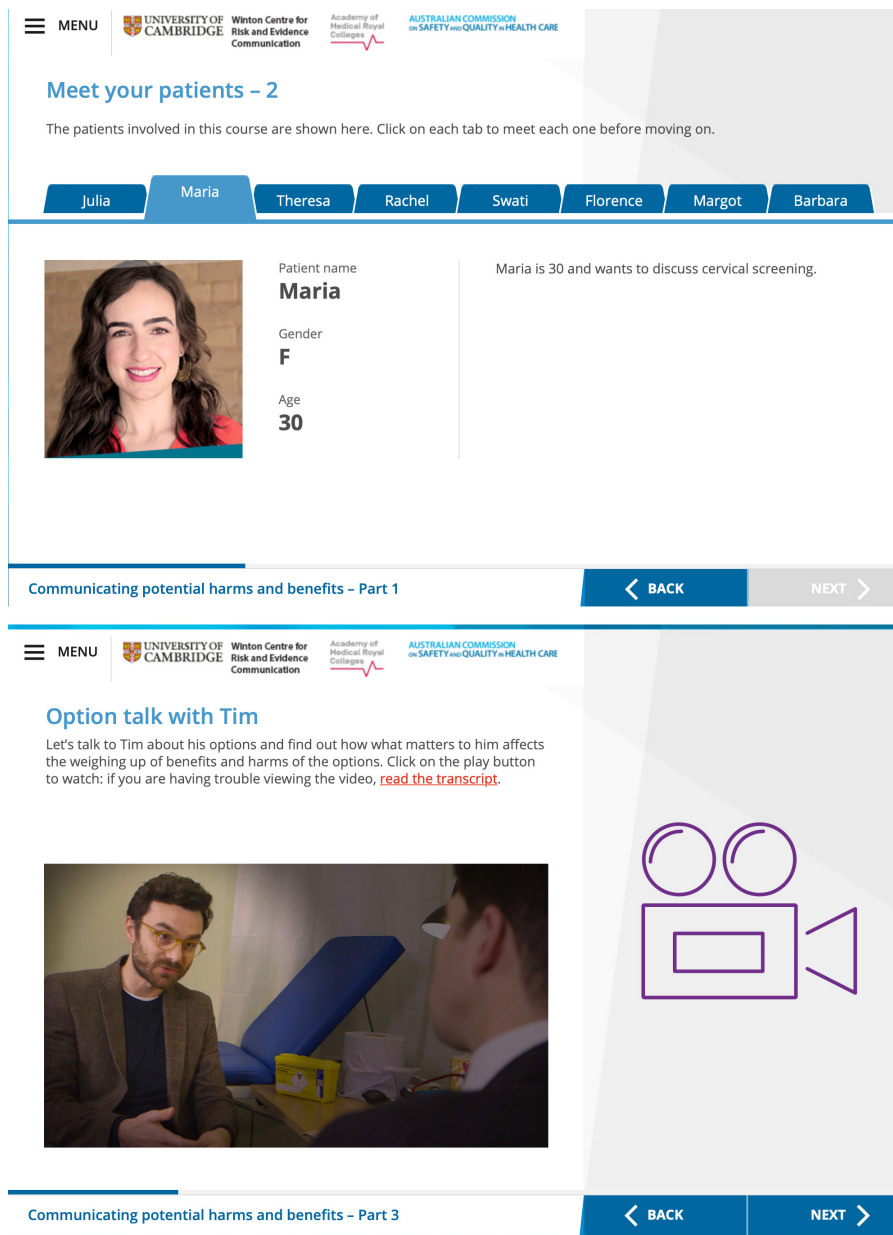 MENU
UNIVERSITY OF
CAMBRIDGE
Winton Centre for
Risk and Evidence
Communication
Academy of
Medical Royal
Colleges
AUSTRALIAN COMMISSION
ON SAFETY AND QUALITY IN HEALTH CARE
Meet your patients – 2
The patients involved in this course are shown here. Click on each tab to meet each one before moving on.
Julia
Maria
Theresa
Rachel
Swati
Florence
Margot
Barbara
Patient name
Maria
Gender
F
Age
30
Maria is 30 and wants to discuss cervical screening.
Communicating potential harms and benefits – Part 1
BACK
NEXT
MENU
UNIVERSITY OF
CAMBRIDGE
Winton Centre for
Risk and Evidence
Communication
Academy of
Medical Royal
Colleges
AUSTRALIAN COMMISSION
ON SAFETY AND QUALITY IN HEALTH CARE
Option talk with Tim
Let's talk to Tim about his options and find out how what matters to him affects
the weighing up of benefits and harms of the options. Click on the play button
to watch: if you are having trouble viewing the video, read the transcript.
Communicating potential harms and benefits – Part 3
BACK
NEXT